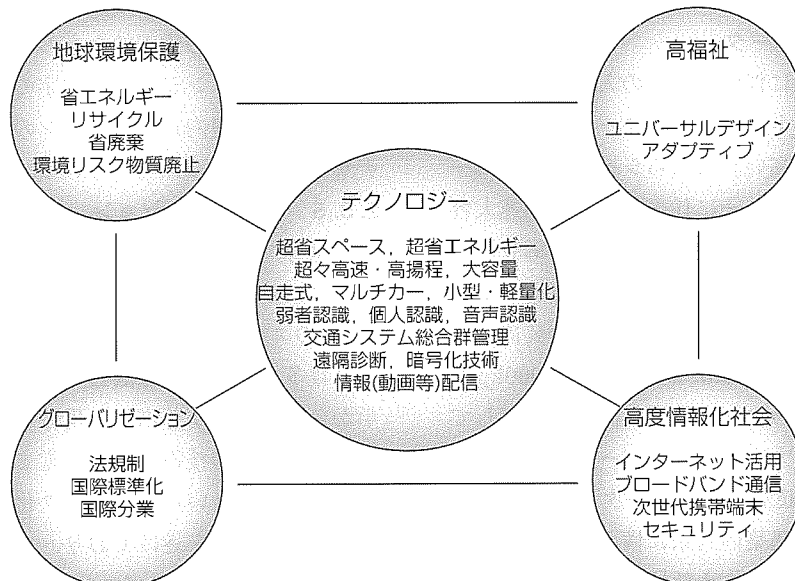 地球環境保護
省エネルギー
リサイクル
省廃棄
環境リスク物質廃止
高福祉
ユニバーサルデザイン
アダプティブ
テクノロジー
超省スペース，超省エネルギー
超々高速・高揚程，大容量
自走式，マルチカー，小型・軽量化
弱者認識，個人認識，音声認識
交通システム総合群管理
遠隔診断，暗号化技術
情報(動画等)配信
グローバリゼーション
法規制
国際標準化
国際分業
高度情報化社会
インターネット活用
ブロードバンド通信
次世代携帯端末
セキュリティ